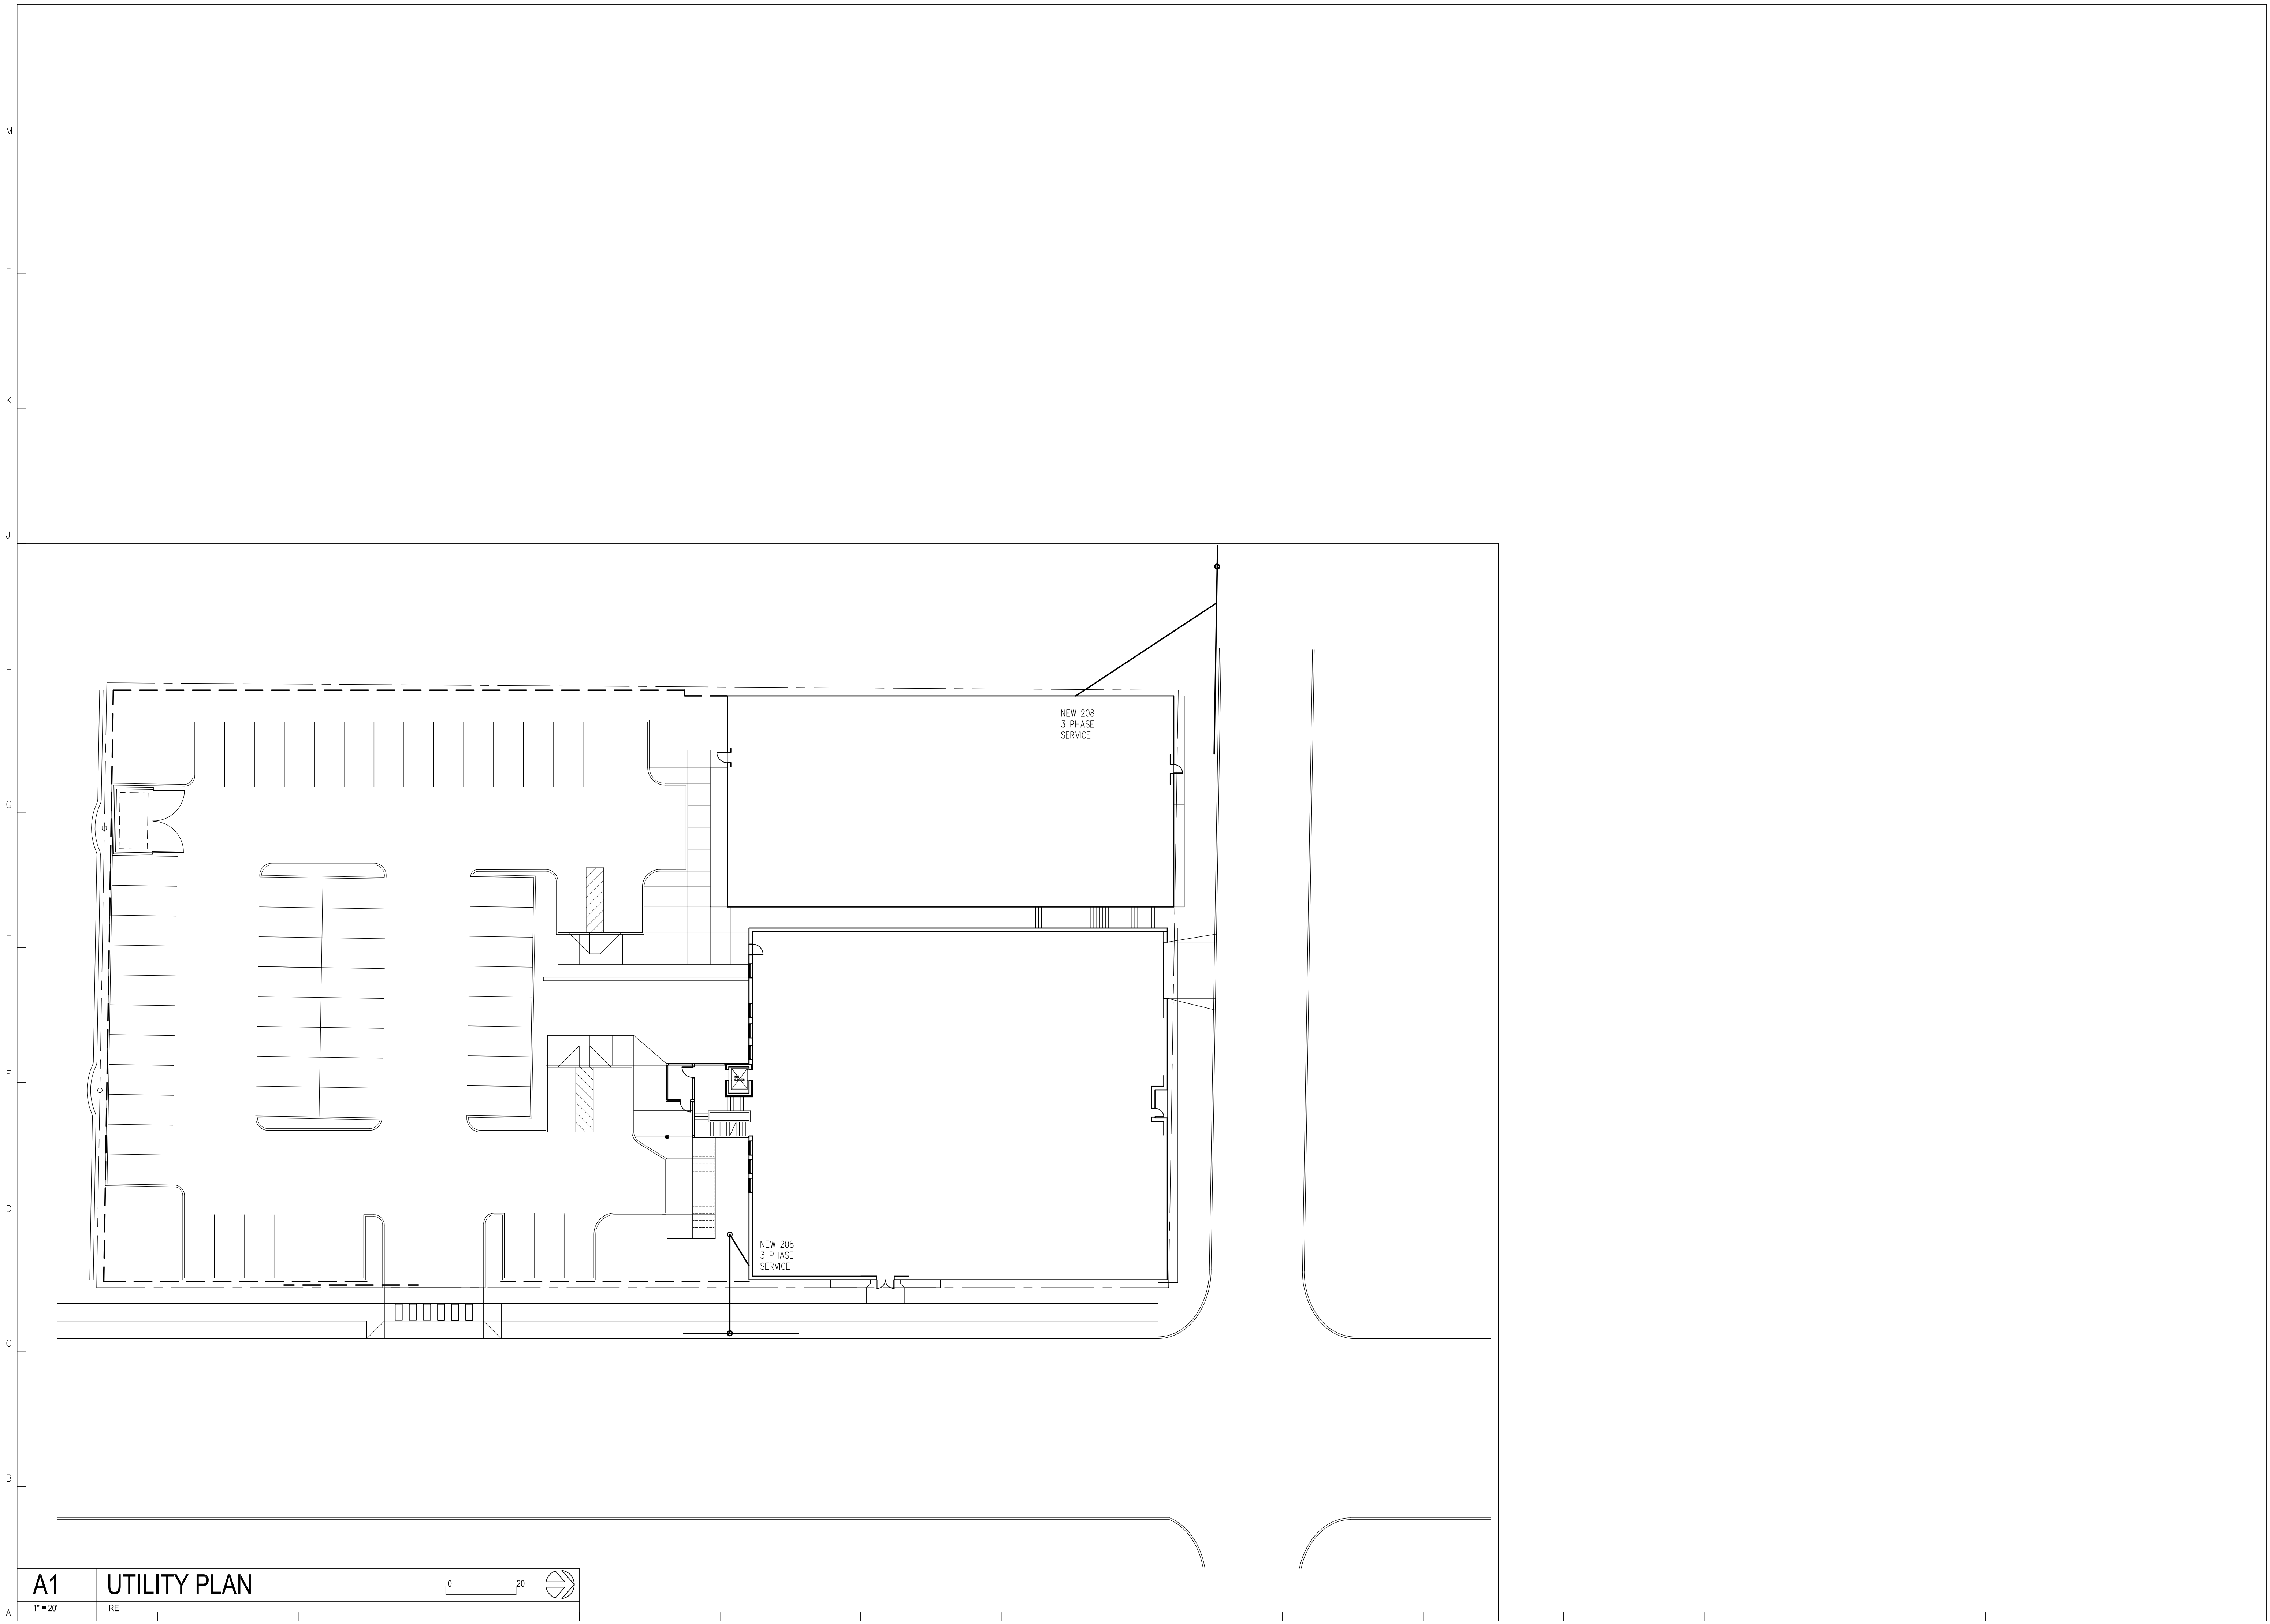 M
L
K
J
H
NEW 208
3 PHASE
SERVICE
G
F
E
D
NEW 208
3 PHASE
SERVICE
C
B
A1
UTILITY PLAN
0
20
1" = 20'
RE:
A